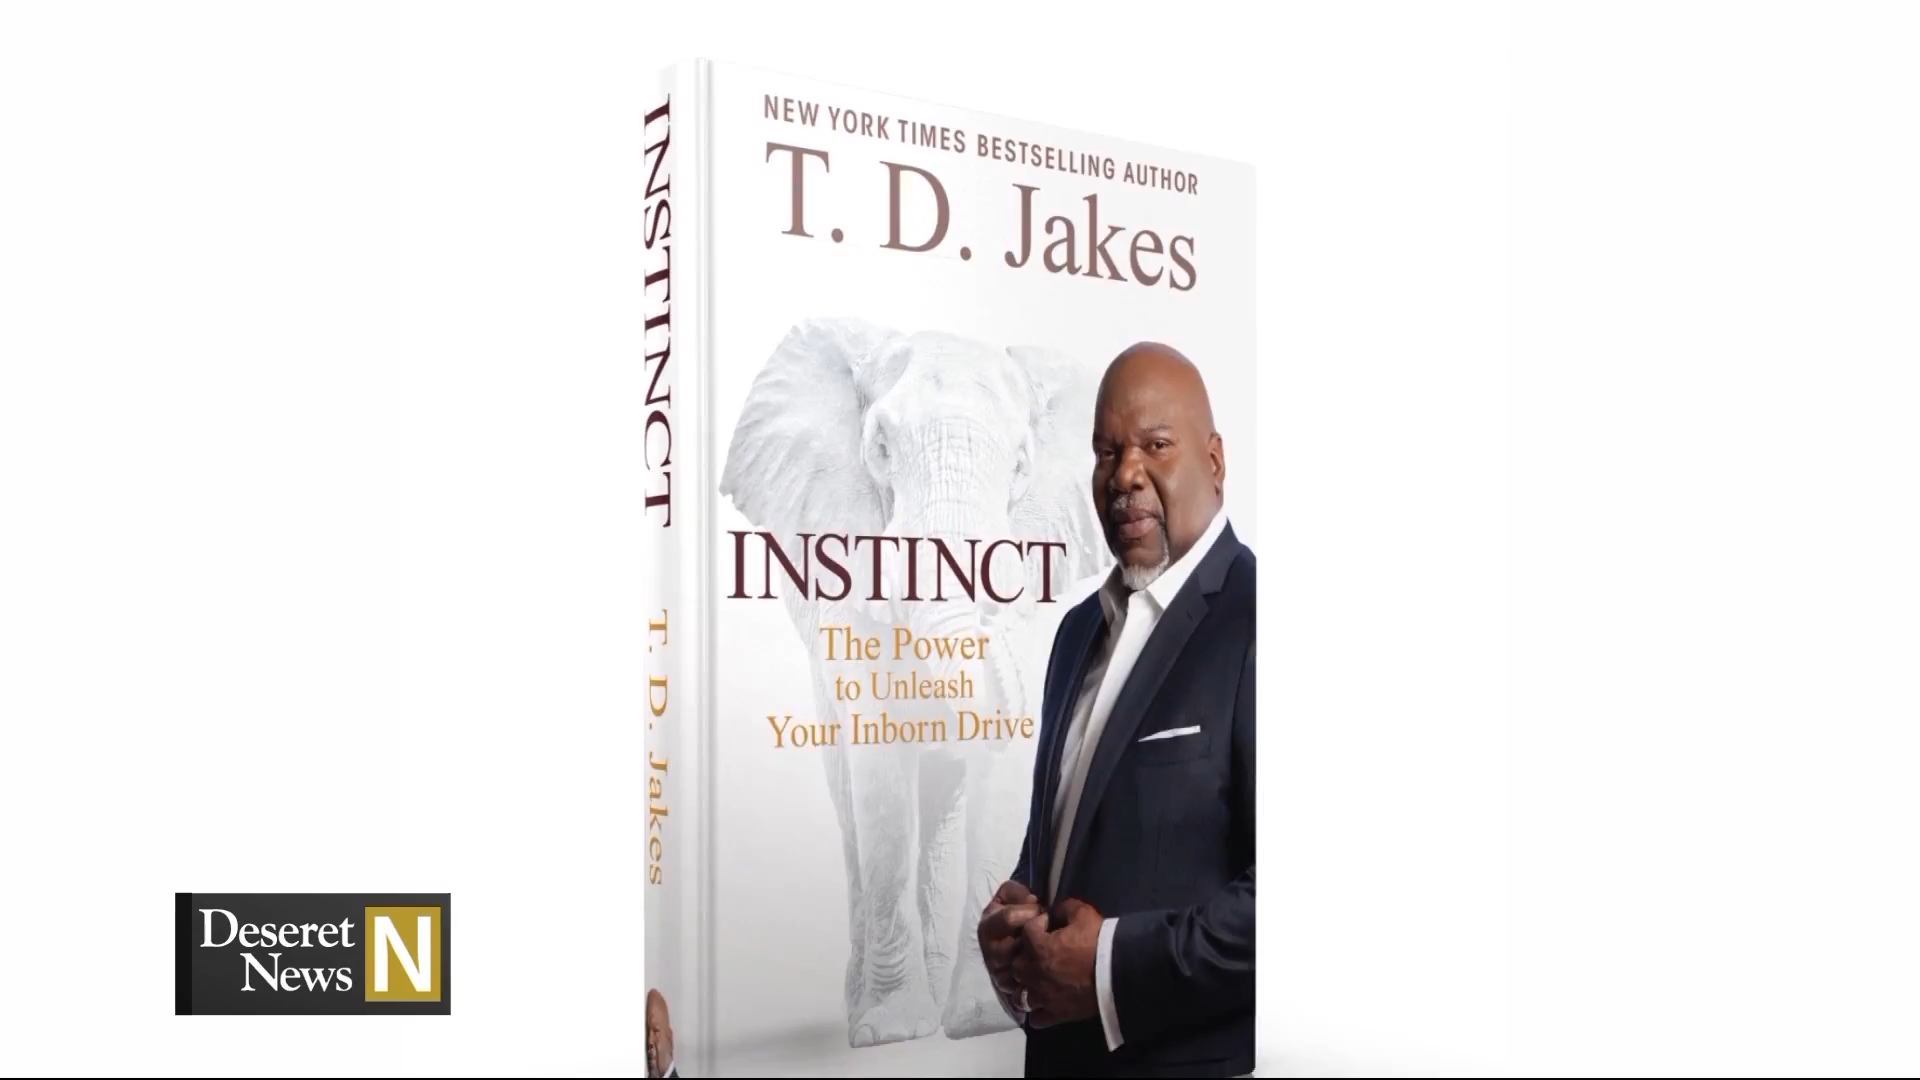 NEW YORK TIMES BESTSELLING AUTHOR
T. D. Jakes
INSTINCT
The Power
to Unleash
Your Inborn Drive
INSTINCT T. D. Jakes
Deseret
News
N